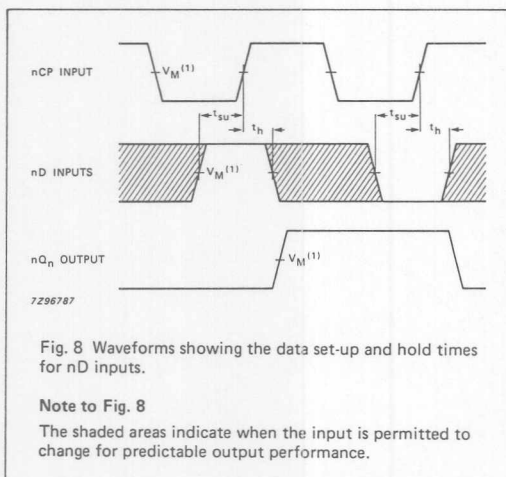 nCP INPUT
V_M(1)
t_su
t_h
t_su
t_h
nD INPUTS
V_M(1)
nQ_n OUTPUT
V_M(1)
7Z96787
Fig. 8 Waveforms showing the data set-up and hold times
for nD inputs.
Note to Fig. 8
The shaded areas indicate when the input is permitted to
change for predictable output performance.